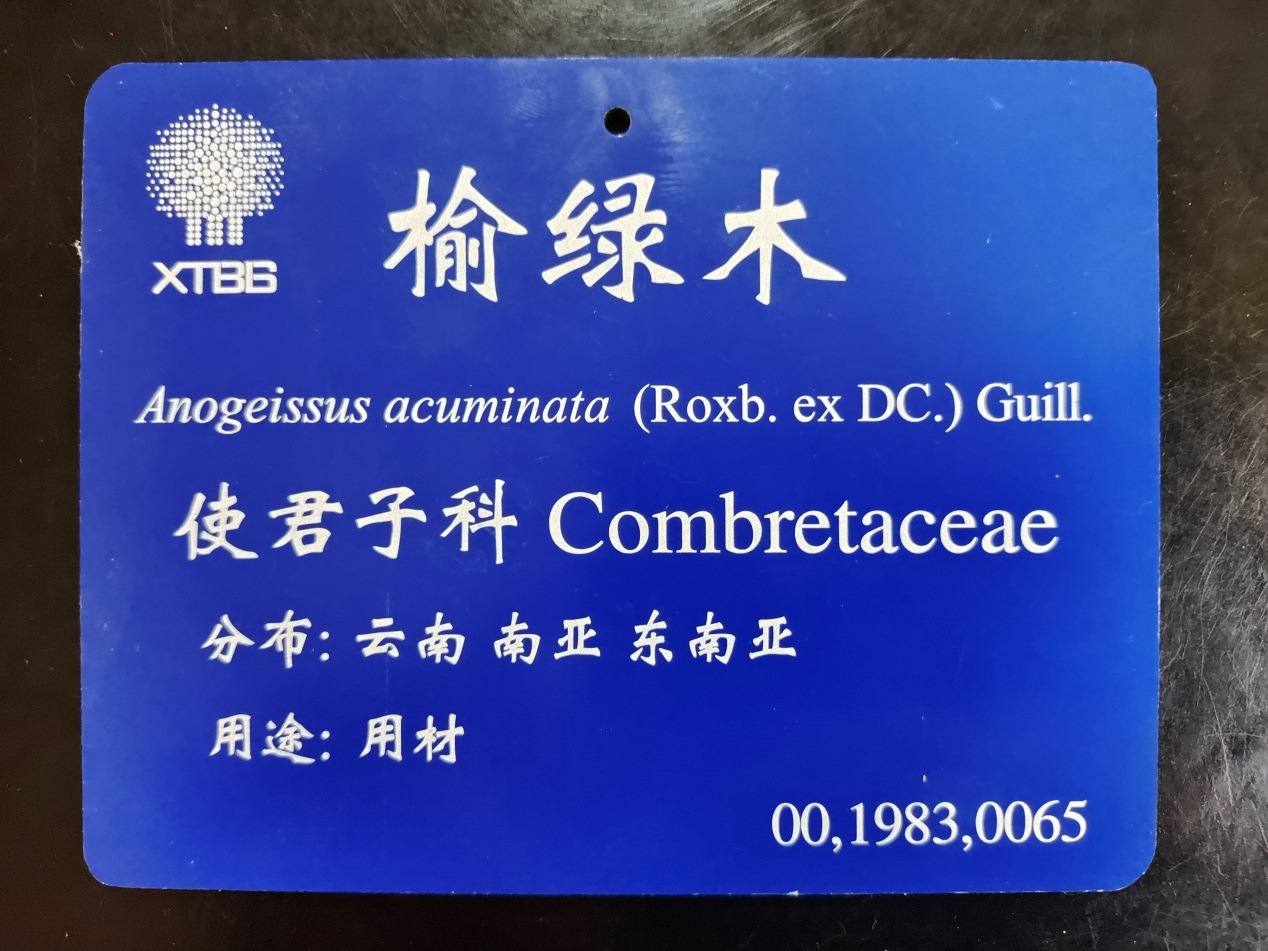 XTBG
榆绿木
Anogeissus acuminata (Roxb. ex DC.) Guill.
使君子科 Combretaceae
分布: 云南 南亚 东南亚
用途: 用材
00,1983,0065